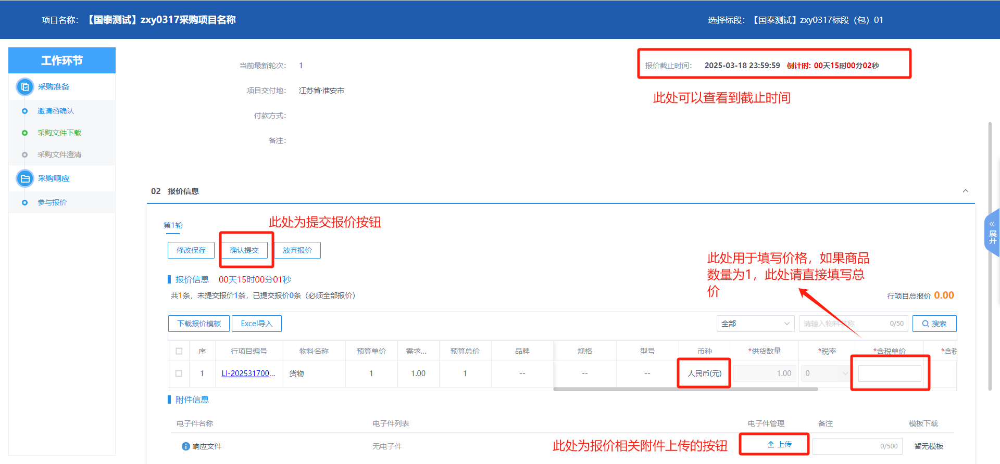 项目名称： 【国泰测试】zxy0317采购项目名称
选择标段： 【国泰测试】zxy0317标段（包）01
工作环节
采购准备
邀请函确认
采购文件下载
采购文件澄清
采购响应
参与报价
当前最新轮次： 1
报价截止时间： 2025-03-18 23:59:59 倒计时: 00天15时00分02秒
此处可以查看到截止时间
项目交付地： 江苏省·淮安市
付款方式：
备注：
02 报价信息
第1轮
此处为提交报价按钮
修改保存 确认提交 放弃报价
此处用于填写价格，如果商品
数量为1，此处请直接填写总
价
报价信息 00天15时00分01秒
共1条，未提交报价1条，已提交报价0条（必须全部报价）
行项目总报价 0.00
下载报价模板 Excel导入
全部 请输入物料名称 0/50 搜索
序 行项目编号 物料名称 预算单价 需求... 预算总价 品牌 规格 型号 币种 *供货数量 *税率 *含税单价 *含税
1 LI-202531700... 货物 1 1.00 1 -- -- -- 人民币(元) 1.00 0
附件信息
电子件名称 电子件列表 电子件管理 备注 模板下载
响应文件 无电子件 此处为报价相关附件上传的按钮 上传 0/500 暂无模板
« 展开